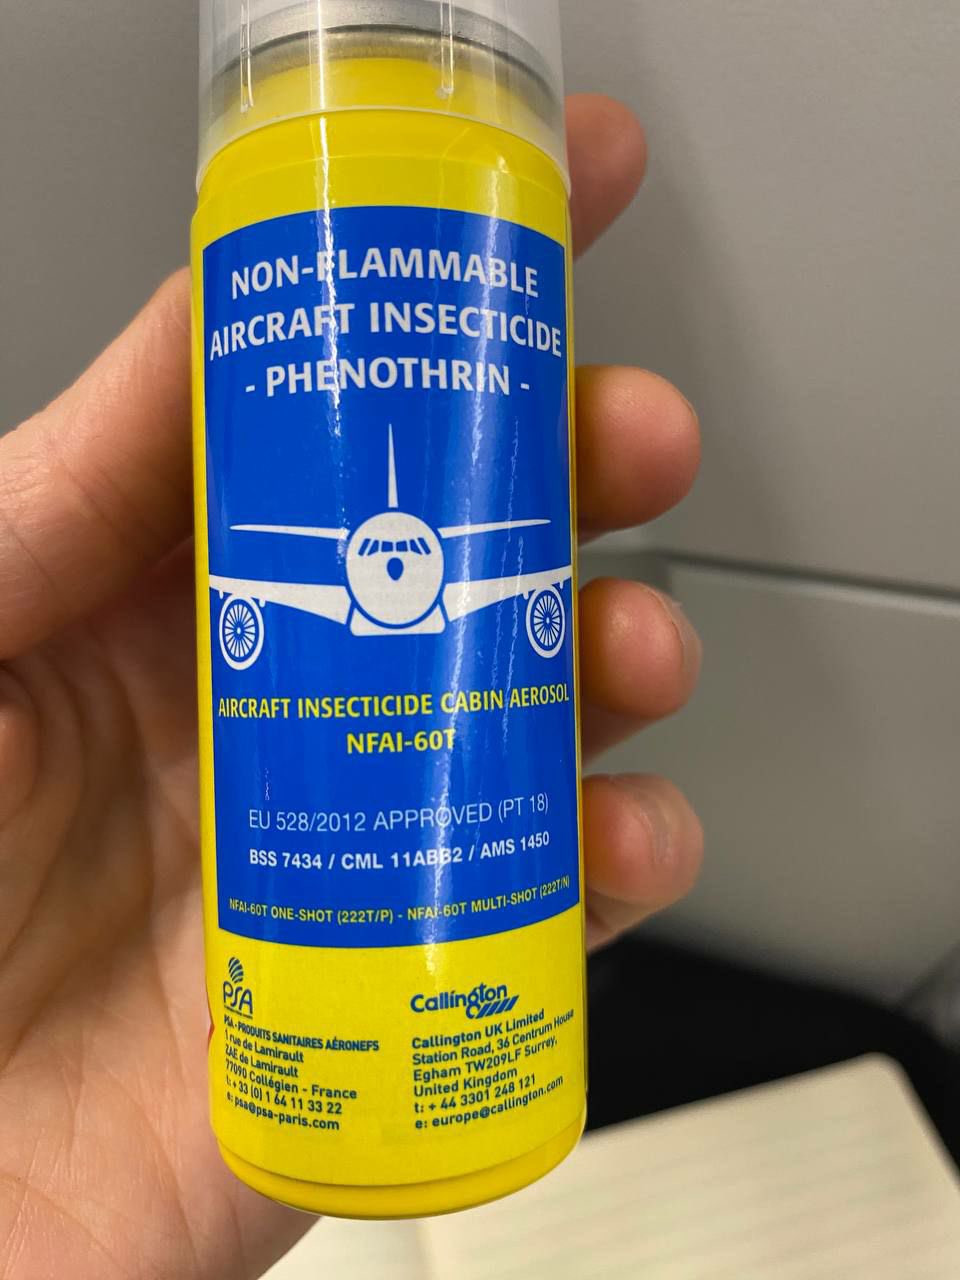 NON-FLAMMABLE
AIRCRAFT INSECTICIDE
- PHENOTHRIN -
AIRCRAFT INSECTICIDE CABIN AEROSOL
NFAI-60T
EU 528/2012 APPROVED (PT 18)
BSS 7434 / CML 11ABB2 / AMS 1450
NFAI-60T ONE-SHOT (222T/P) - NFAI-60T MULTI-SHOT (222T/N)
PSA
PSA - PRODUITS SANITAIRES AÉRONEFS
1 rue de Lamirault
ZAE de Lamirault
77090 Collégien - France
t: + 33 (0) 1 64 11 33 22
e: psa@psa-paris.com
Callington
Callington UK Limited
Station Road, 36 Centrum House
Egham TW209LF Surrey,
United Kingdom
t: + 44 3301 248 121
e: europe@callington.com